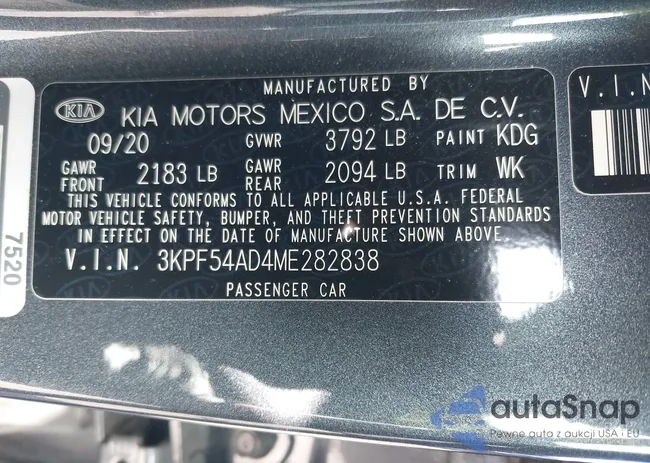 MANUFACTURED BY
KIA KIA MOTORS MEXICO S.A. DE C.V.
09/20 GVWR 3792 LB PAINT KDG
GAWR FRONT 2183 LB GAWR REAR 2094 LB TRIM WK
THIS VEHICLE CONFORMS TO ALL APPLICABLE U.S.A. FEDERAL
MOTOR VEHICLE SAFETY, BUMPER, AND THEFT PREVENTION STANDARDS
IN EFFECT ON THE DATE OF MANUFACTURE SHOWN ABOVE.
V.I.N. 3KPF54AD4ME282838
PASSENGER CAR
7520
V.I.N
autaSnap
Pewne auta z aukcji USA i EU